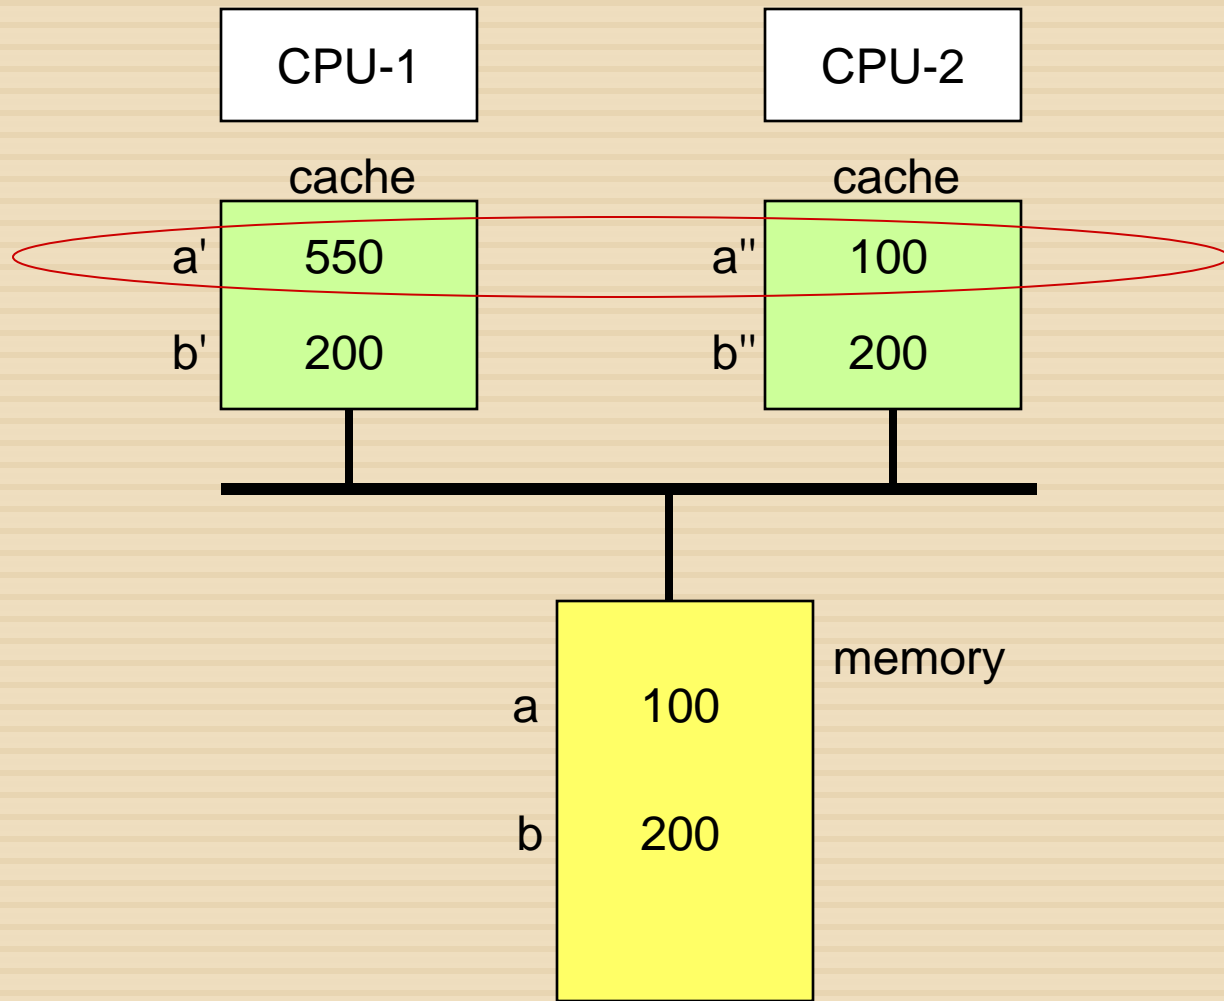 CPU-1 CPU-2
cache cache
a' 550 a'' 100
b' 200 b'' 200
memory
a 100
b 200